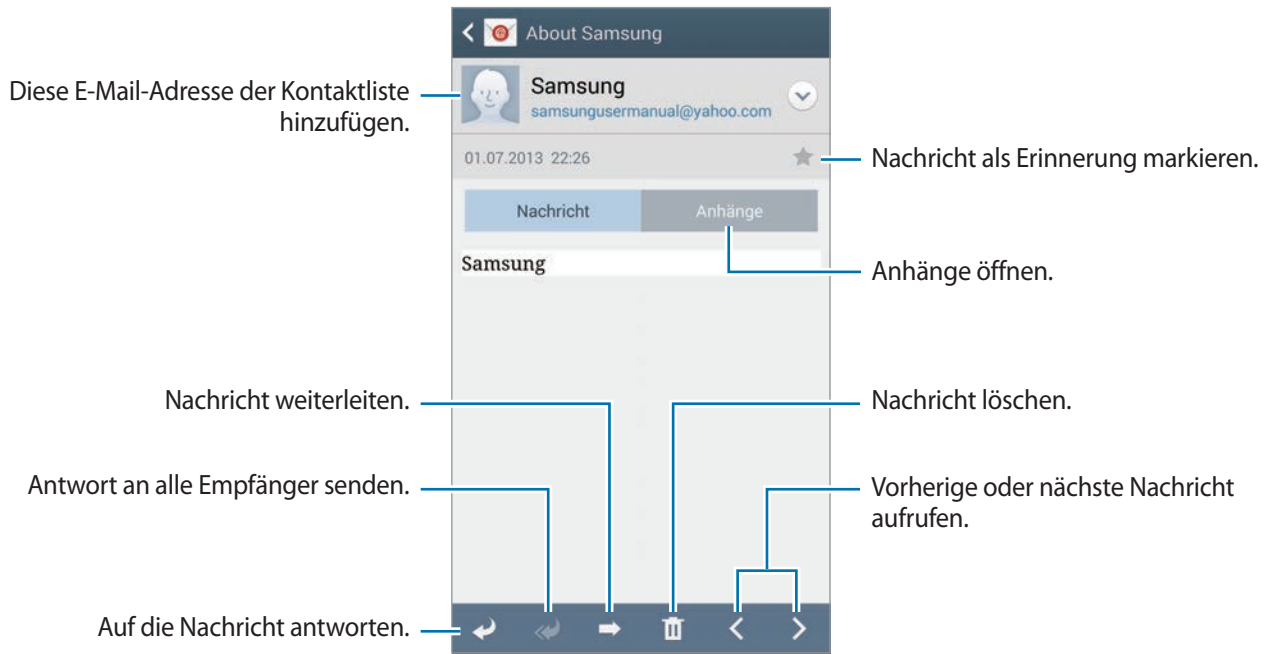 About Samsung
Diese E-Mail-Adresse der Kontaktliste
hinzufügen.
Samsung
samsungusermanual@yahoo.com
01.07.2013 22:26
Nachricht als Erinnerung markieren.
Nachricht
Anhänge
Samsung
Anhänge öffnen.
Nachricht weiterleiten.
Nachricht löschen.
Antwort an alle Empfänger senden.
Vorherige oder nächste Nachricht
aufrufen.
Auf die Nachricht antworten.